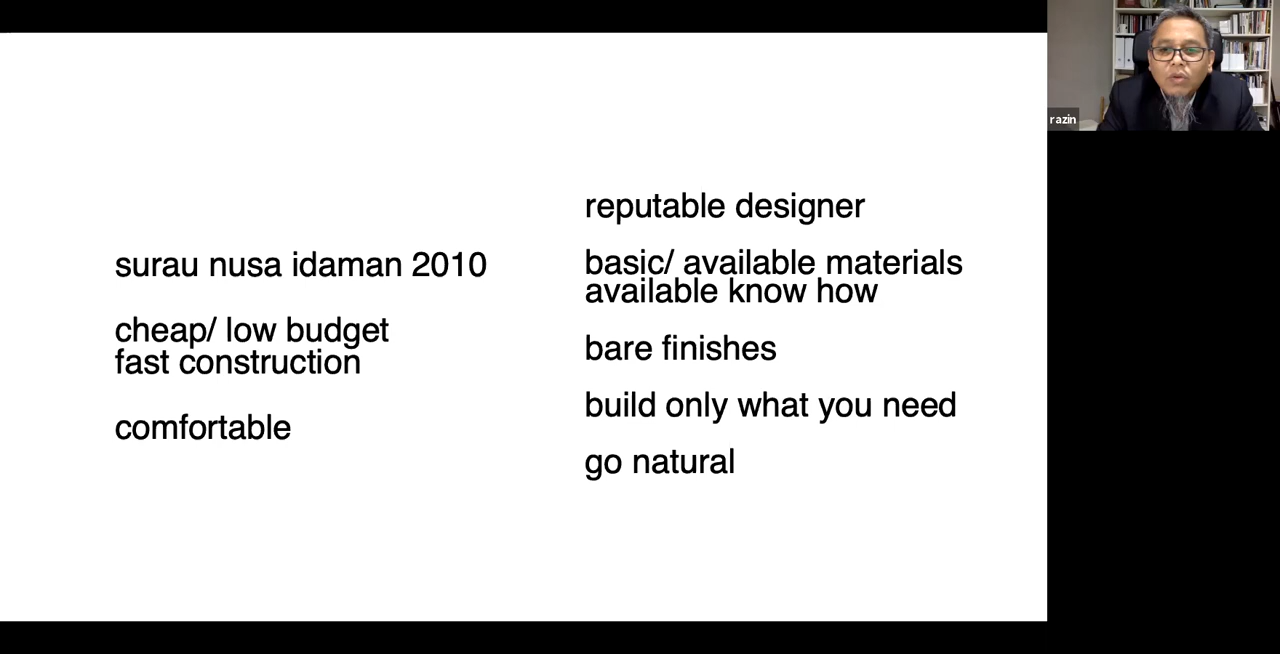 surau nusa idaman 2010
cheap/ low budget
fast construction
comfortable
reputable designer
basic/ available materials
available know how
bare finishes
build only what you need
go natural
razin